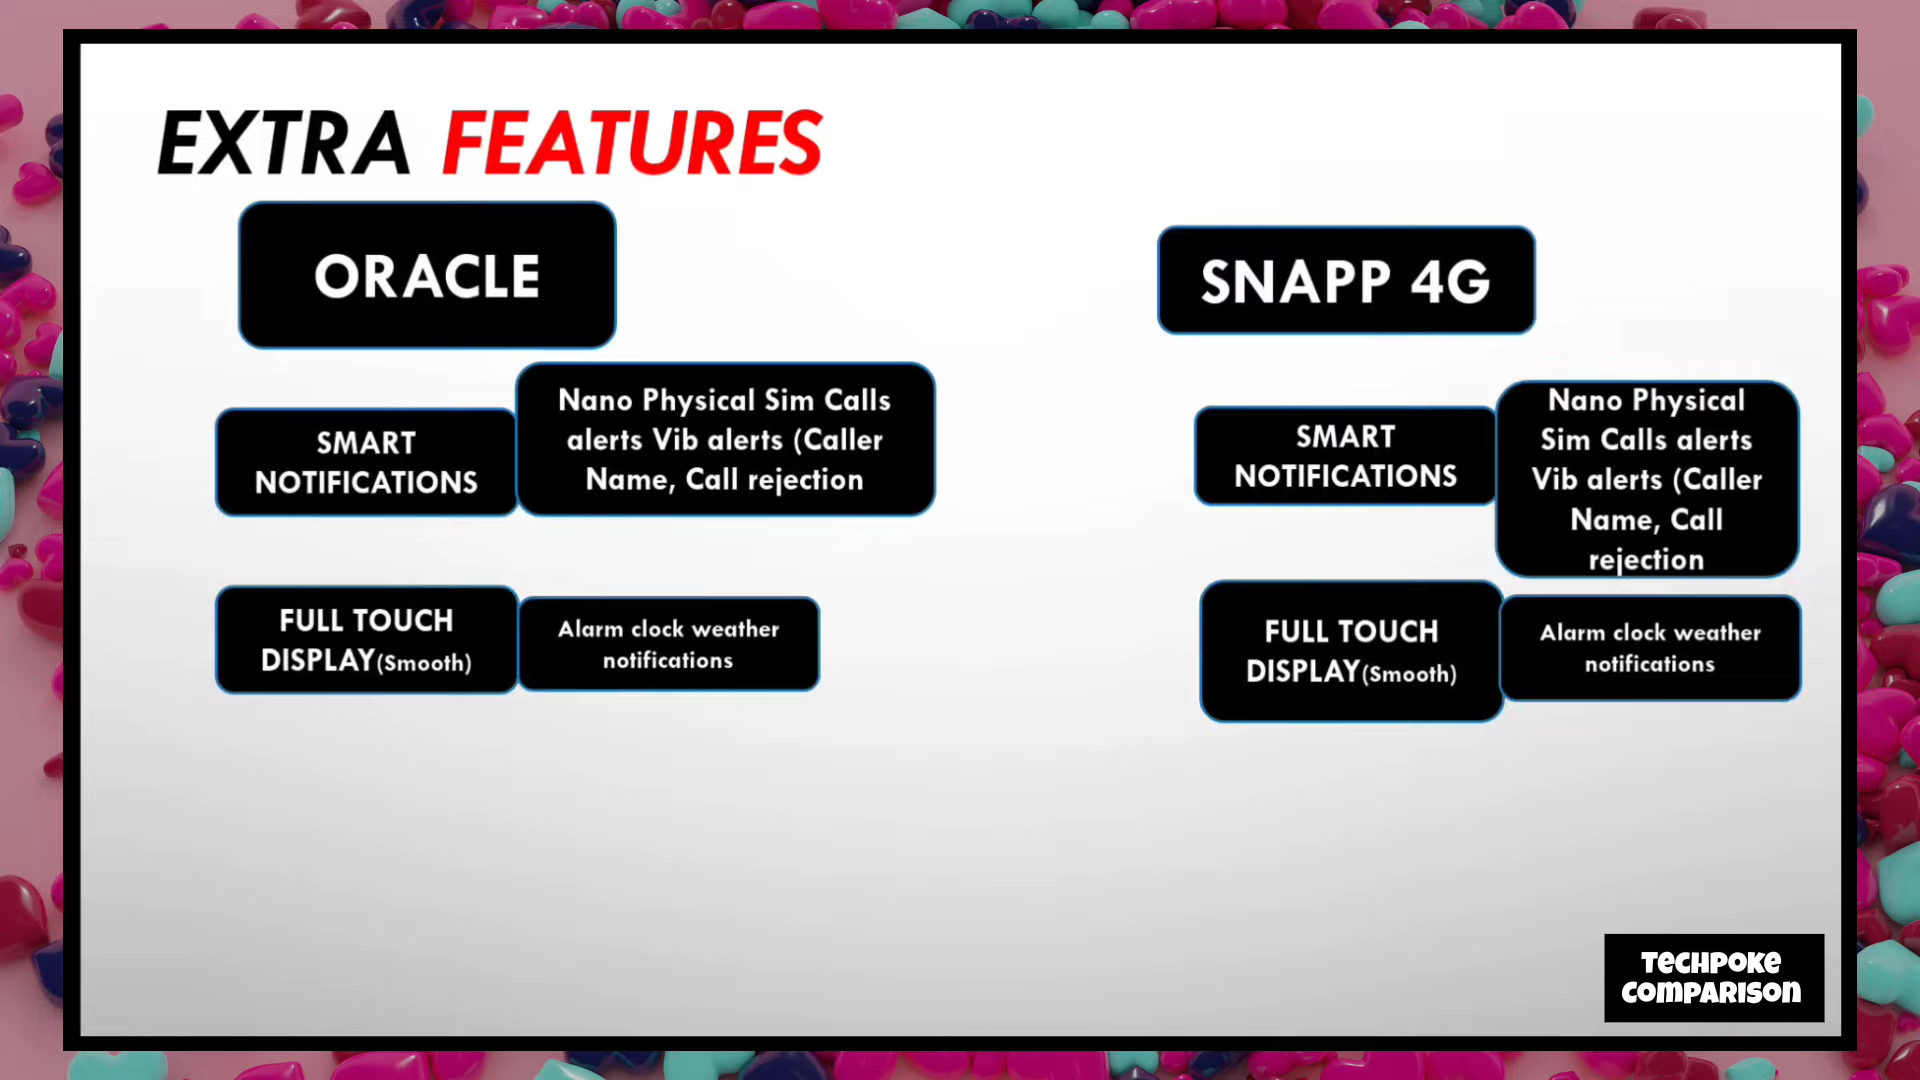 EXTRA FEATURES
ORACLE
SMART
NOTIFICATIONS
Nano Physical Sim Calls
alerts Vib alerts (Caller
Name, Call rejection
FULL TOUCH
DISPLAY(Smooth)
Alarm clock weather
notifications
SNAPP 4G
SMART
NOTIFICATIONS
Nano Physical
Sim Calls alerts
Vib alerts (Caller
Name, Call
rejection
FULL TOUCH
DISPLAY(Smooth)
Alarm clock weather
notifications
TECHPOKE
COMPARISON